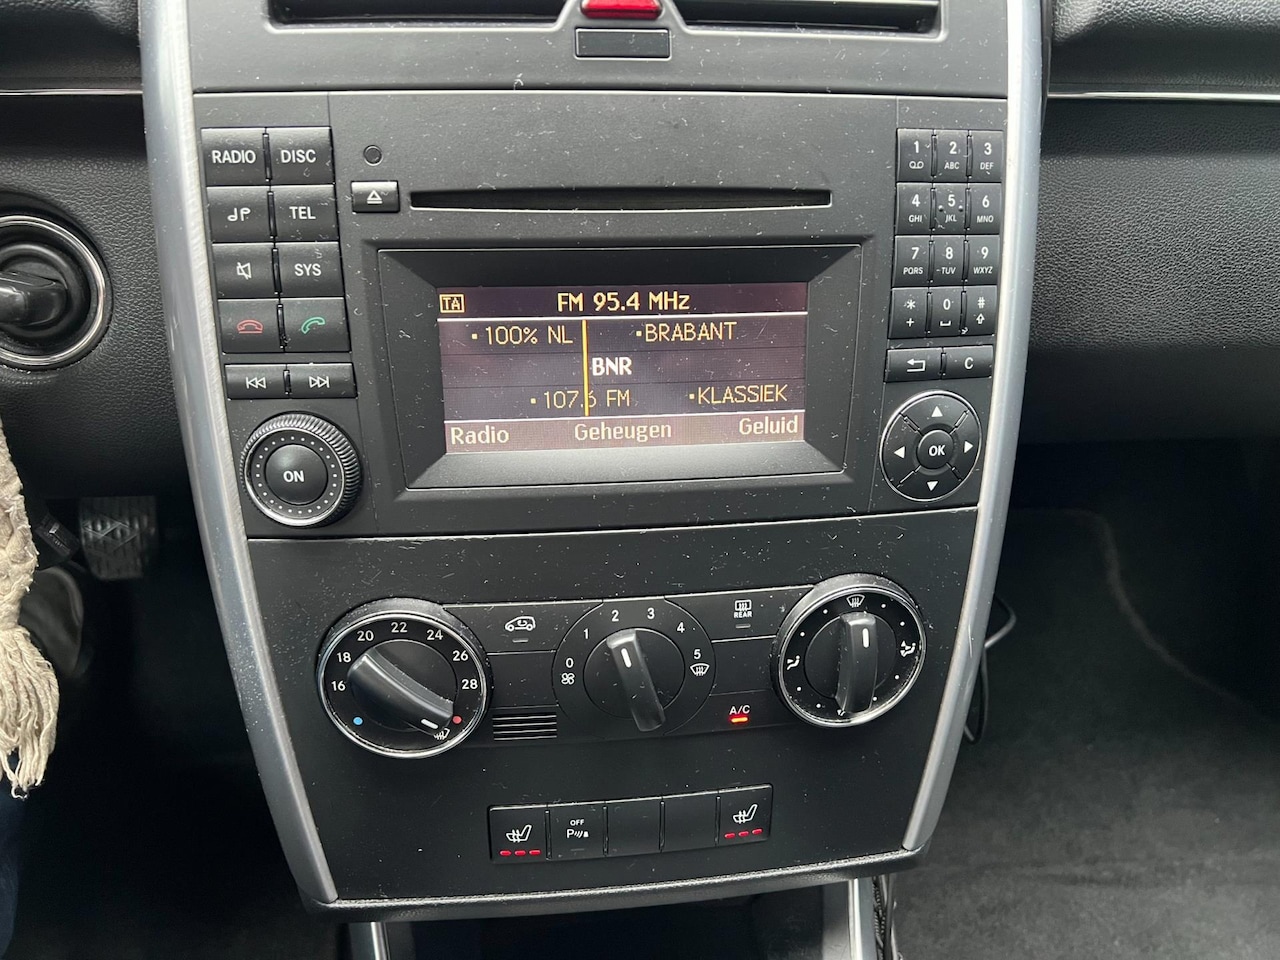 RADIO DISC
TEL
SYS
ON
TA FM 95.4 MHz
100% NL BRABANT
BNR
107.6 FM KLASSIEK
Radio Geheugen Geluid
1 2 ABC 3 DEF
4 GHI 5 JKL 6 MNO
7 PQRS 8 TUV 9 WXYZ
* + 0 #
C
OK
16 18 20 22 24 26 28
0 1 2 3 4 5
REAR
A/C
OFF
P